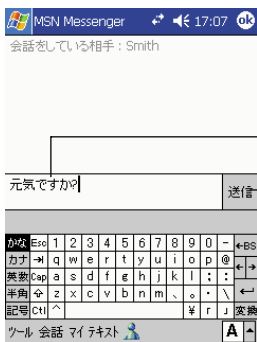 MSN Messenger 17:07 ok
会話をしている相手 : Smith
元気ですか?
送信
かな Esc 1 2 3 4 5 6 7 8 9 0 - ←BS
カナ →| q w e r t y u i o p @ ← →
英数 Cap a s d f g h j k l ; :
半角 z x c v b n m 、 。 ・ \ ↵
記号 Ctl ^ ¥ 「 」 変換
ツール 会話 マイ テキスト A